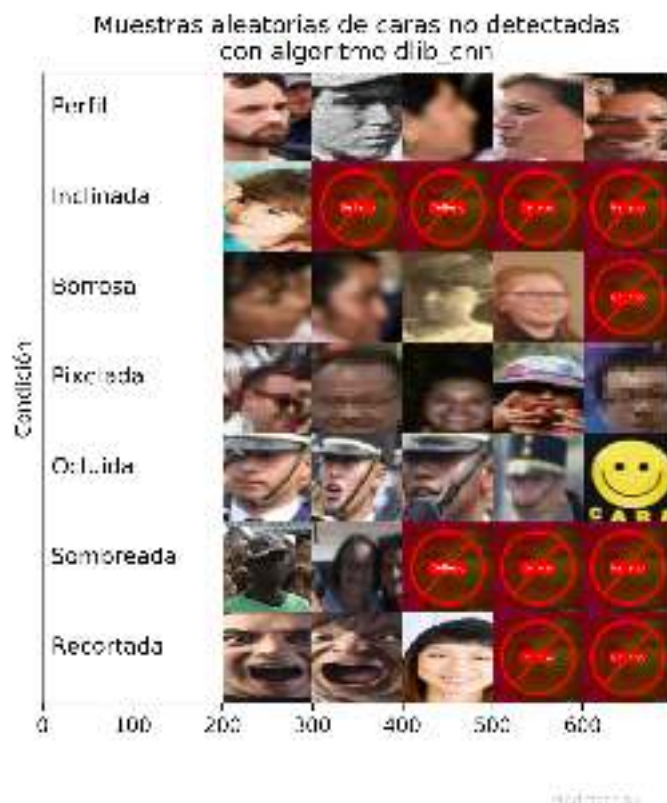 Muestras aleatorias de caras no detectadas
con algoritmo dlib_cnn
Perfil
Inclinada
Borrosa
Pixelada
Ocluida
CARA
Sombreada
Recortada
Condición
0 100 200 300 400 500 600